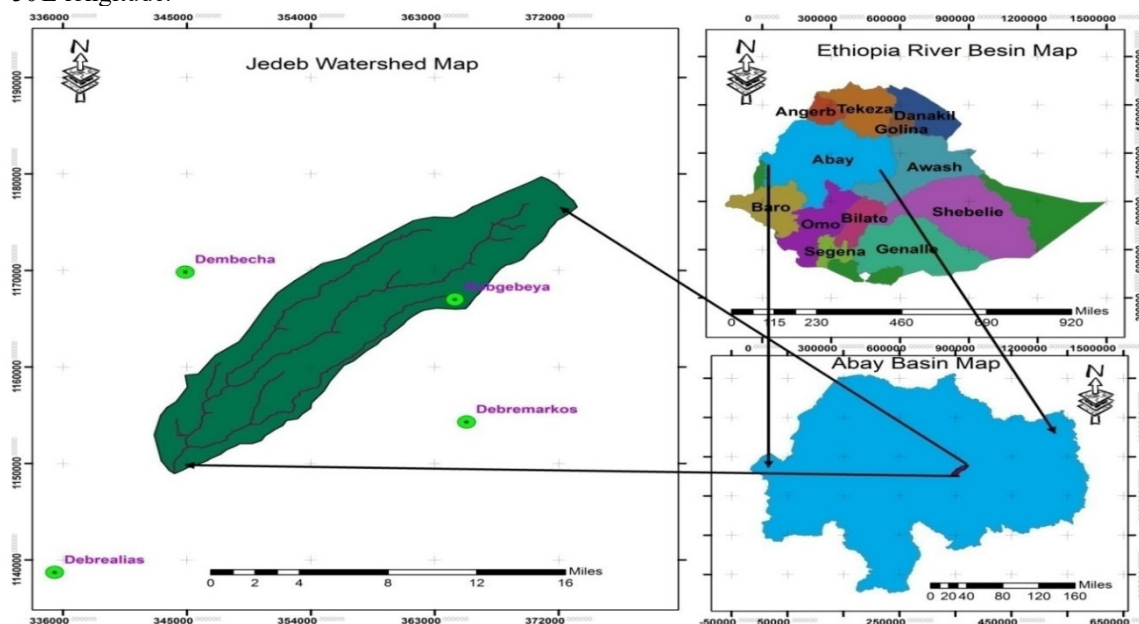 336000 345000 354000 363000 372000
N
Jedeb Watershed Map
1190000
1180000
1170000
1160000
1150000
1140000
Dembecha
Debremarkos
Debrealias
0 2 4 8 12 16
Miles
336000 345000 354000 363000 372000
0 300000 600000 900000 1200000 1500000
Ethiopia River Besin Map
N
Angerb
Tekeza
Danakil
Golina
Abay
Awash
Baro
Omo
Bilate
Shebelie
Segena
Genalle
Miles
0 115 230 460 690 920
0 300000 600000 900000 1200000 1500000
Abay Basin Map
N
Miles
0 20 40 80 120 160
-50000 50000 250000 450000